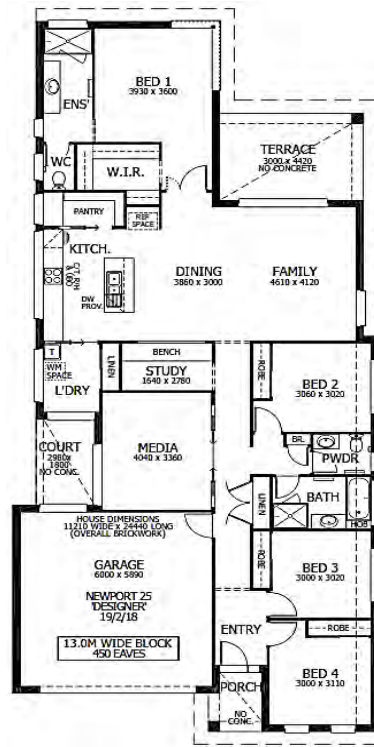 BED 1
3930 x 3600
ENS'
WC
W.I.R.
TERRACE
3000 x 4420
NO CONCRETE
PANTRY
REF
SPACE
KITCH.
DW
PROV.
DINING
3860 x 3000
FAMILY
4610 x 4120
T
WM
SPACE
L'DRY
LINEN
BENCH
STUDY
1640 x 2780
ROBE
BED 2
3060 x 3020
COURT
2980x
1800
NO CONC.
MEDIA
4040 x 3360
BR.
PWDR
LINEN
BATH
HOB
HOUSE DIMENSIONS
11210 WIDE x 24440 LONG
(OVERALL BRICKWORK)
GARAGE
6000 x 5890
NEWPORT 25
'DESIGNER'
19/2/18
13.0M WIDE BLOCK
450 EAVES
ROBE
BED 3
3000 x 3020
ENTRY
ROBE
BED 4
3000 x 3110
PORCH
NO
CONC.